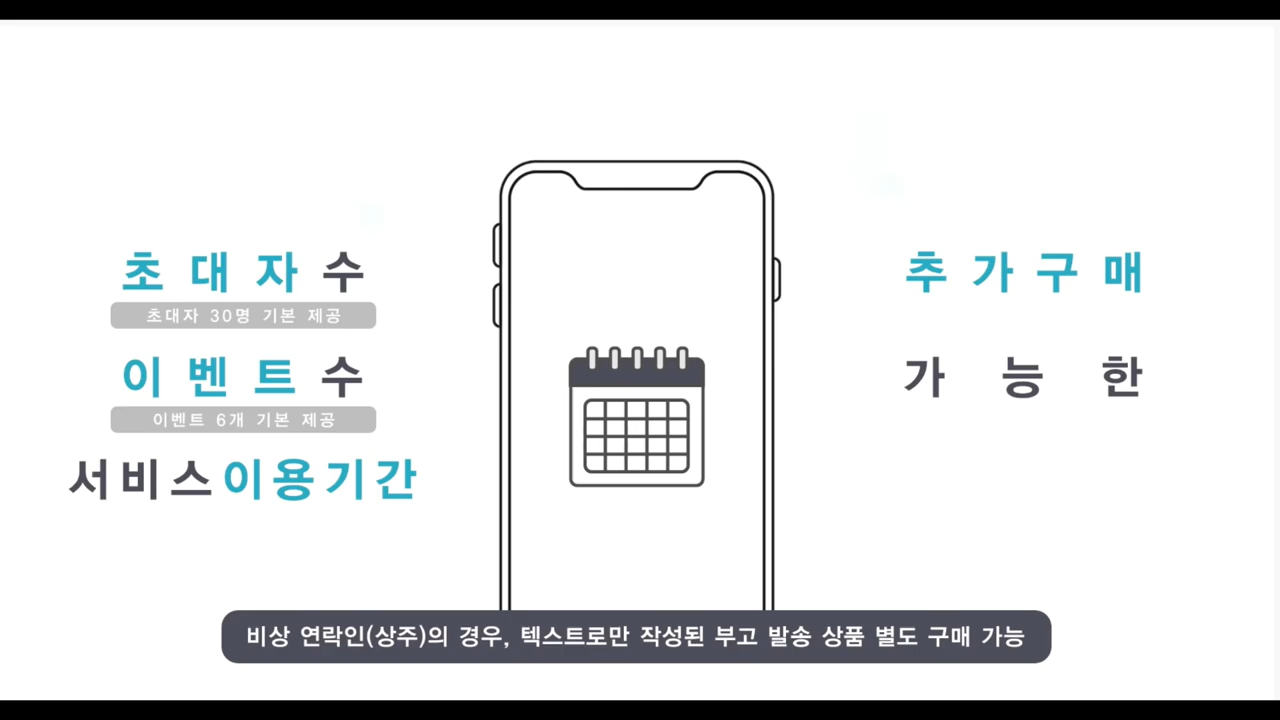 초대자수
초대자 30명 기본 제공
이벤트수
이벤트 6개 기본 제공
서비스이용기간
추가구매
가능한
비상 연락인(상주)의 경우, 텍스트로만 작성된 부고 발송 상품 별도 구매 가능